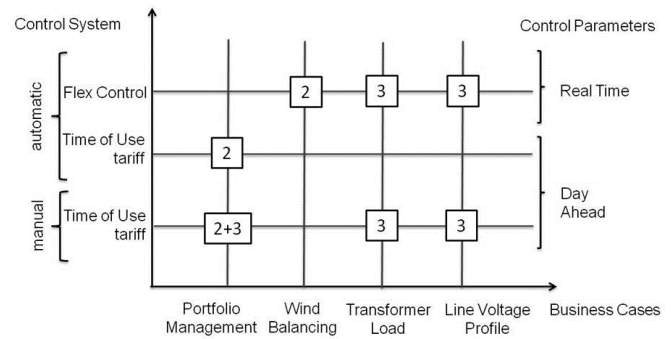 Control System
Control Parameters
automatic
Flex Control
2
3
3
Real Time
Time of Use
tariff
2
Day
Ahead
manual
Time of Use
tariff
2+3
3
3
Portfolio
Management
Wind
Balancing
Transformer
Load
Line Voltage
Profile
Business Cases